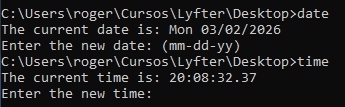 C:\Users\roger\Cursos\Lyfter\Desktop>date
The current date is: Mon 03/02/2026
Enter the new date: (mm-dd-yy)
C:\Users\roger\Cursos\Lyfter\Desktop>time
The current time is: 20:08:32.37
Enter the new time: